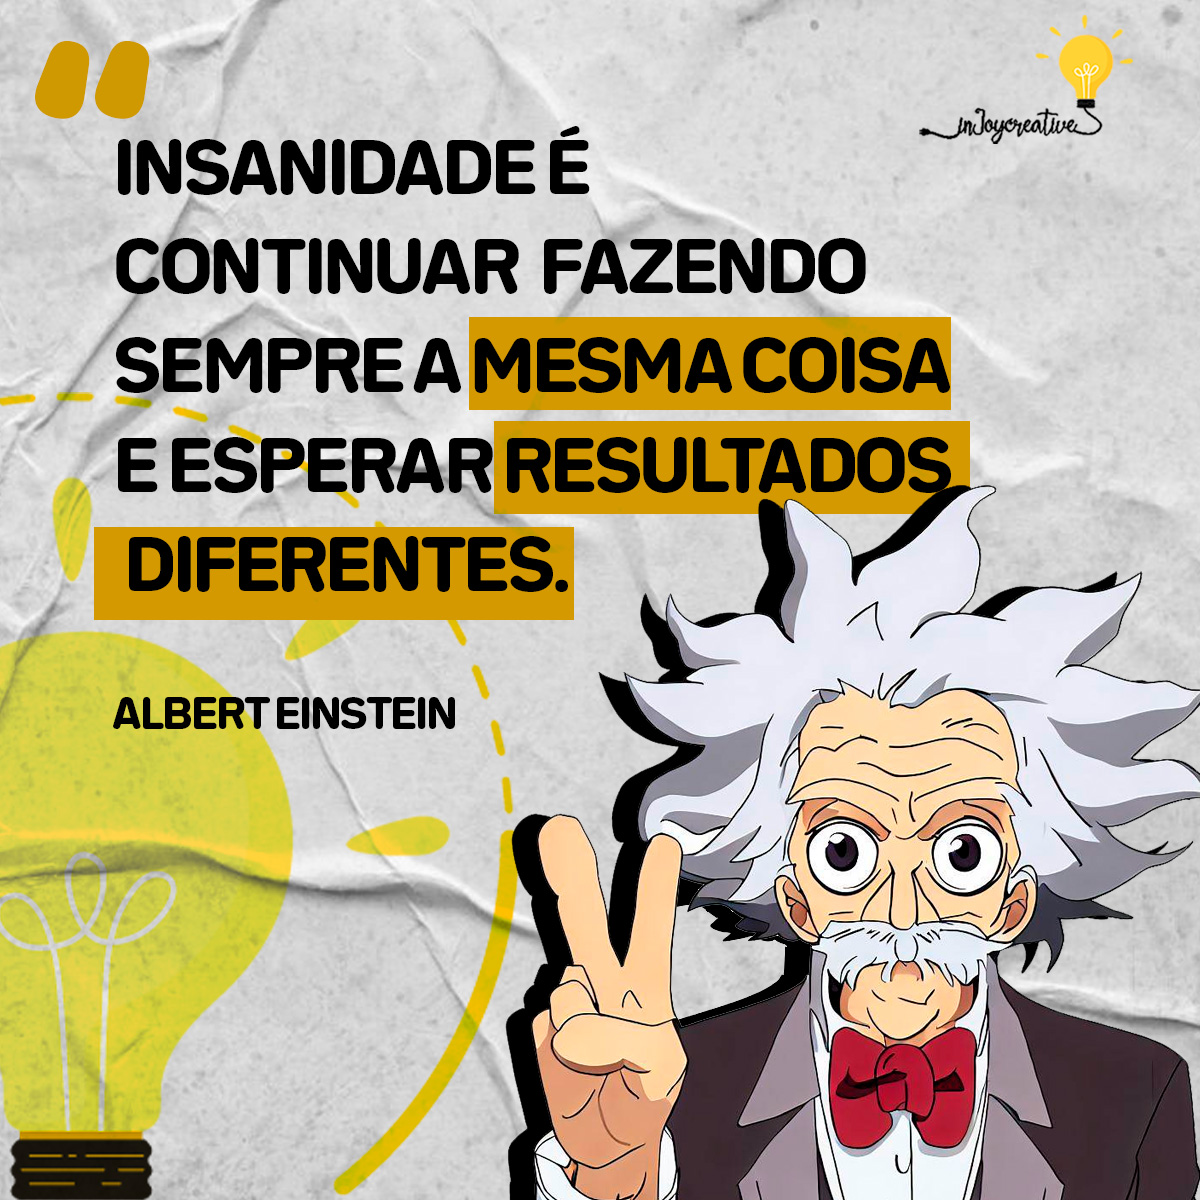 inJoycreative
INSANIDADE É
CONTINUAR FAZENDO
SEMPRE A MESMA COISA
E ESPERAR RESULTADOS
DIFERENTES.
ALBERT EINSTEIN